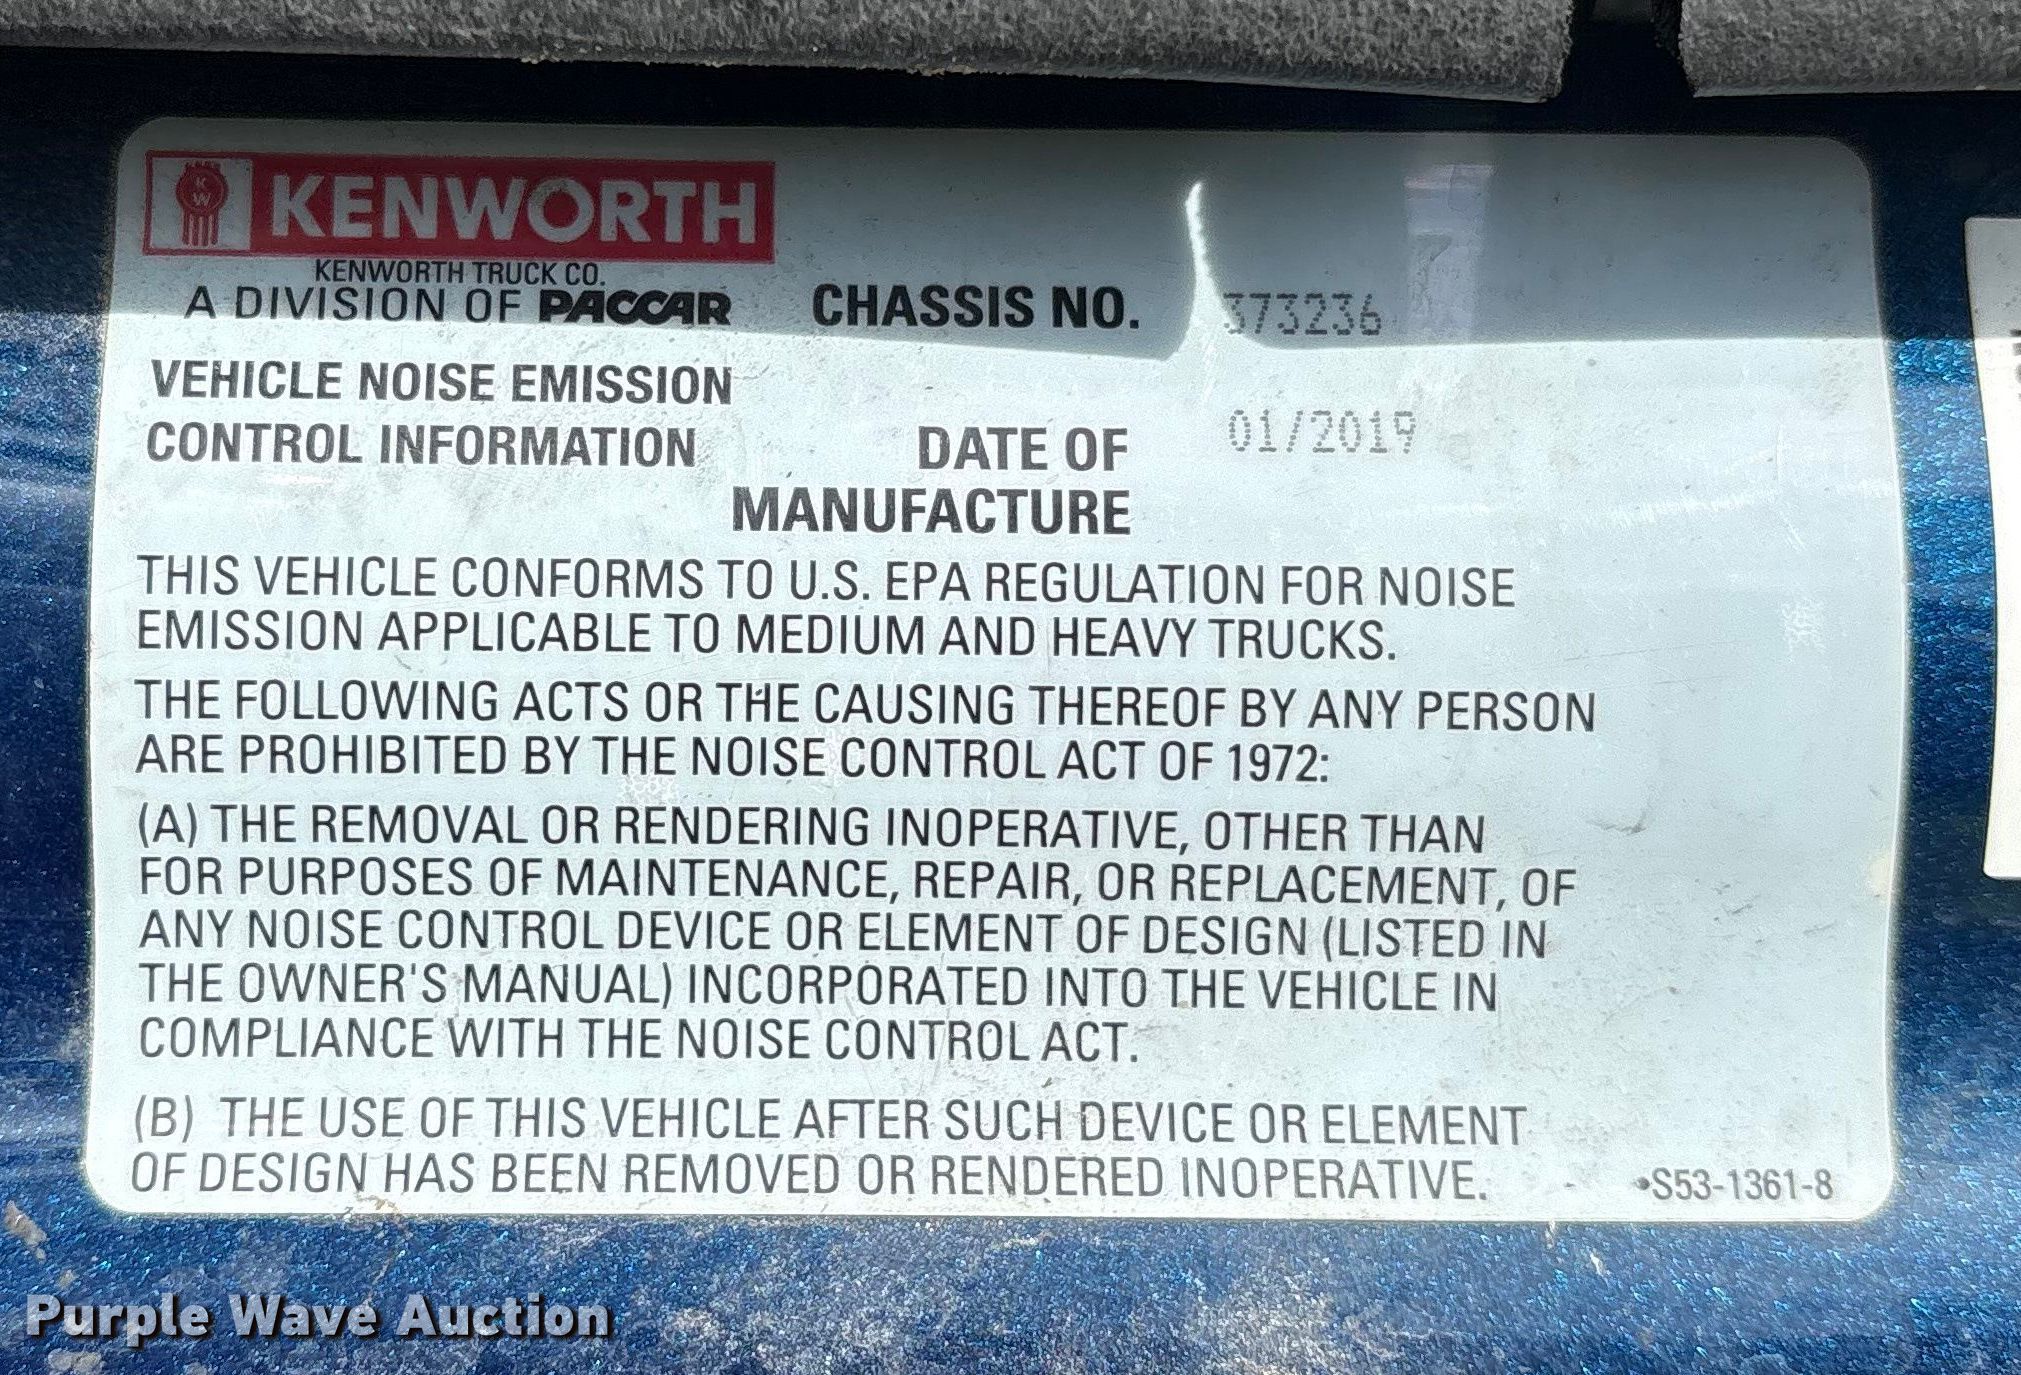 KW KENWORTH
KENWORTH TRUCK CO.
A DIVISION OF PACCAR
CHASSIS NO. 373236
VEHICLE NOISE EMISSION
CONTROL INFORMATION
DATE OF 01/2019
MANUFACTURE
THIS VEHICLE CONFORMS TO U.S. EPA REGULATION FOR NOISE
EMISSION APPLICABLE TO MEDIUM AND HEAVY TRUCKS.
THE FOLLOWING ACTS OR THE CAUSING THEREOF BY ANY PERSON
ARE PROHIBITED BY THE NOISE CONTROL ACT OF 1972:
(A) THE REMOVAL OR RENDERING INOPERATIVE, OTHER THAN
FOR PURPOSES OF MAINTENANCE, REPAIR, OR REPLACEMENT, OF
ANY NOISE CONTROL DEVICE OR ELEMENT OF DESIGN (LISTED IN
THE OWNER'S MANUAL) INCORPORATED INTO THE VEHICLE IN
COMPLIANCE WITH THE NOISE CONTROL ACT.
(B) THE USE OF THIS VEHICLE AFTER SUCH DEVICE OR ELEMENT
OF DESIGN HAS BEEN REMOVED OR RENDERED INOPERATIVE.
•S53-1361-8
Purple Wave Auction